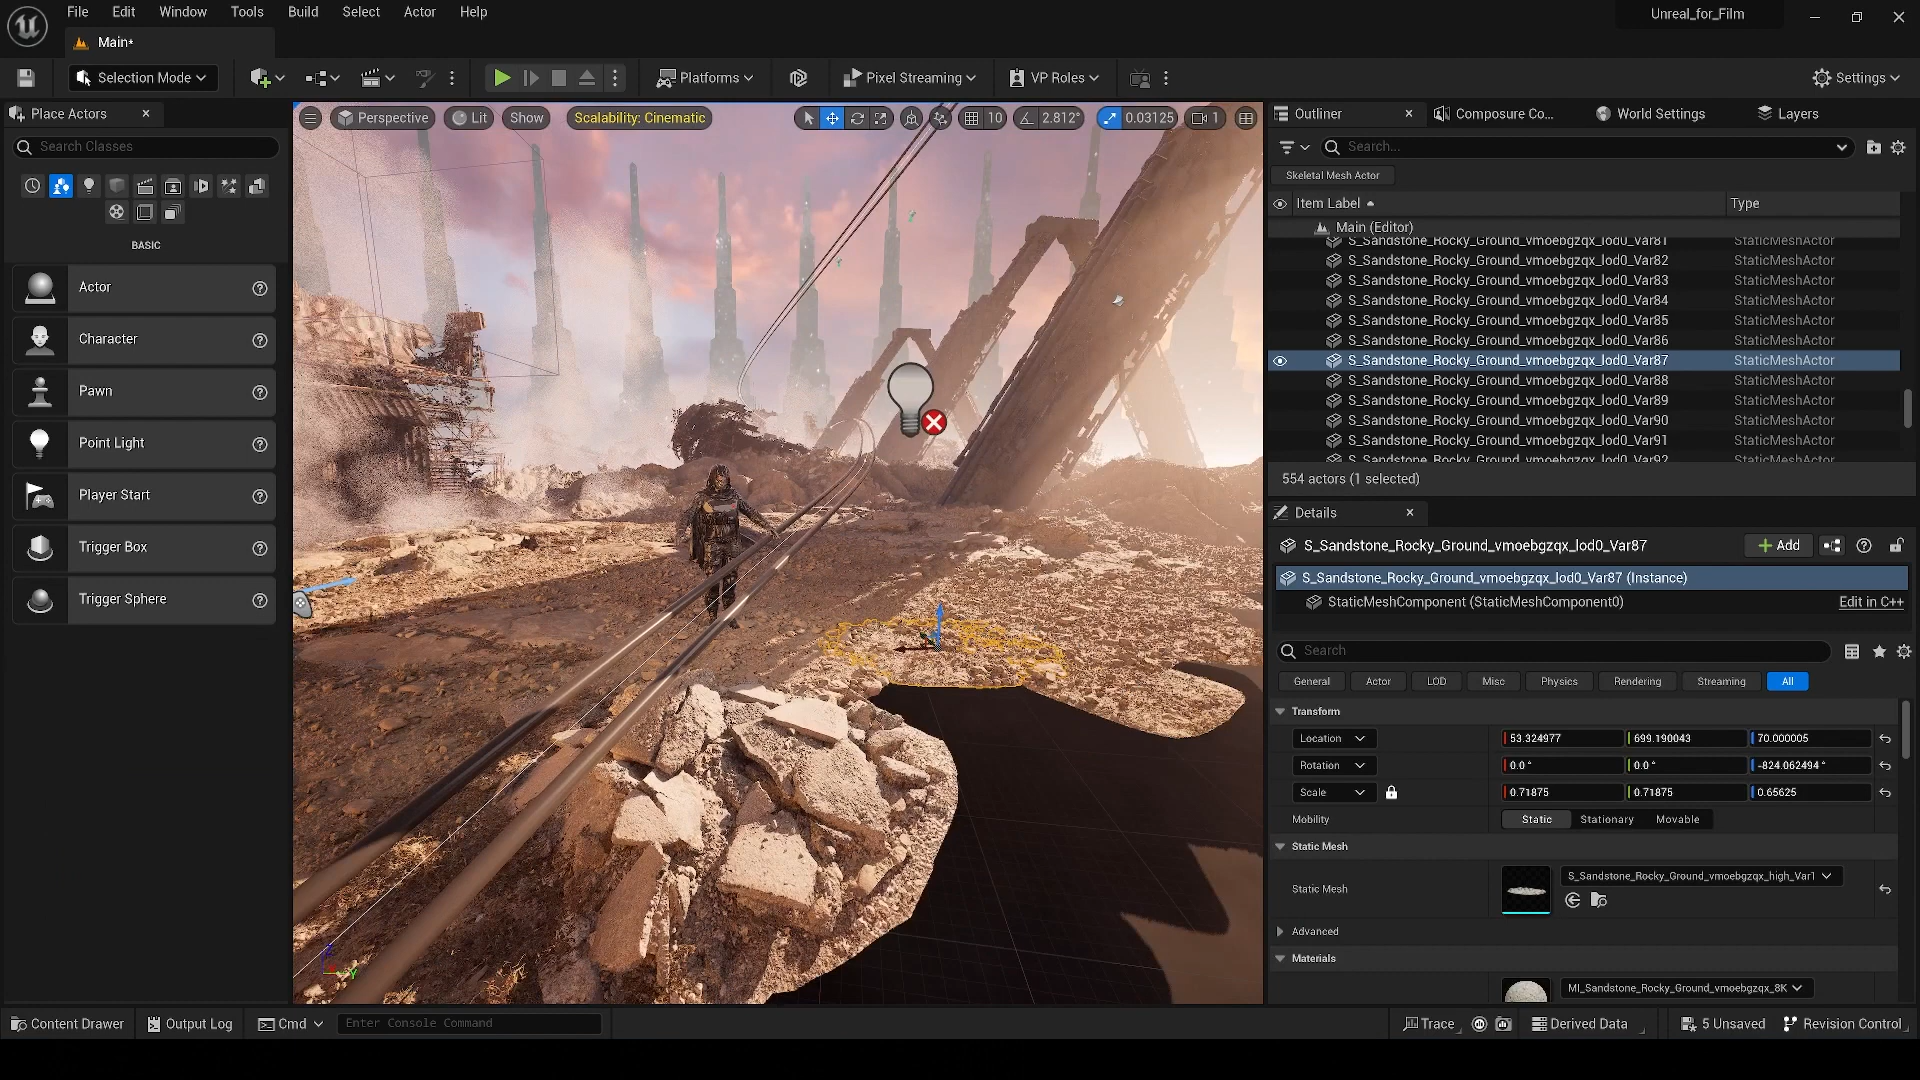 File Edit Window Tools Build Select Actor Help
Unreal_for_Film
Main*
Selection Mode
Platforms
Pixel Streaming
VP Roles
Settings
Place Actors
Search Classes
BASIC
Actor
Character
Pawn
Point Light
Player Start
Trigger Box
Trigger Sphere
Perspective
Lit
Show
Scalability: Cinematic
10
2.812°
0.03125
1
Outliner
Composure Co...
World Settings
Layers
Search...
Skeletal Mesh Actor
Item Label
Type
Main (Editor)
S_Sandstone_Rocky_Ground_vmoebgzqx_lod0_Var81 StaticMeshActor
S_Sandstone_Rocky_Ground_vmoebgzqx_lod0_Var82 StaticMeshActor
S_Sandstone_Rocky_Ground_vmoebgzqx_lod0_Var83 StaticMeshActor
S_Sandstone_Rocky_Ground_vmoebgzqx_lod0_Var84 StaticMeshActor
S_Sandstone_Rocky_Ground_vmoebgzqx_lod0_Var85 StaticMeshActor
S_Sandstone_Rocky_Ground_vmoebgzqx_lod0_Var86 StaticMeshActor
S_Sandstone_Rocky_Ground_vmoebgzqx_lod0_Var87 StaticMeshActor
S_Sandstone_Rocky_Ground_vmoebgzqx_lod0_Var88 StaticMeshActor
S_Sandstone_Rocky_Ground_vmoebgzqx_lod0_Var89 StaticMeshActor
S_Sandstone_Rocky_Ground_vmoebgzqx_lod0_Var90 StaticMeshActor
S_Sandstone_Rocky_Ground_vmoebgzqx_lod0_Var91 StaticMeshActor
S_Sandstone_Rocky_Ground_vmoebgzqx_lod0_Var92 StaticMeshActor
554 actors (1 selected)
Details
S_Sandstone_Rocky_Ground_vmoebgzqx_lod0_Var87
Add
S_Sandstone_Rocky_Ground_vmoebgzqx_lod0_Var87 (Instance)
StaticMeshComponent (StaticMeshComponent0)
Edit in C++
Search
General Actor LOD Misc Physics Rendering Streaming All
Transform
Location 53.324977 699.190043 70.000005
Rotation 0.0 ° 0.0 ° -824.062494 °
Scale 0.71875 0.71875 0.65625
Mobility Static Stationary Movable
Static Mesh
Static Mesh
S_Sandstone_Rocky_Ground_vmoebgzqx_high_Var1
Advanced
Materials
MI_Sandstone_Rocky_Ground_vmoebgzqx_8K
Z
Y
Content Drawer
Output Log
Cmd
Enter Console Command
Trace
Derived Data
5 Unsaved
Revision Control